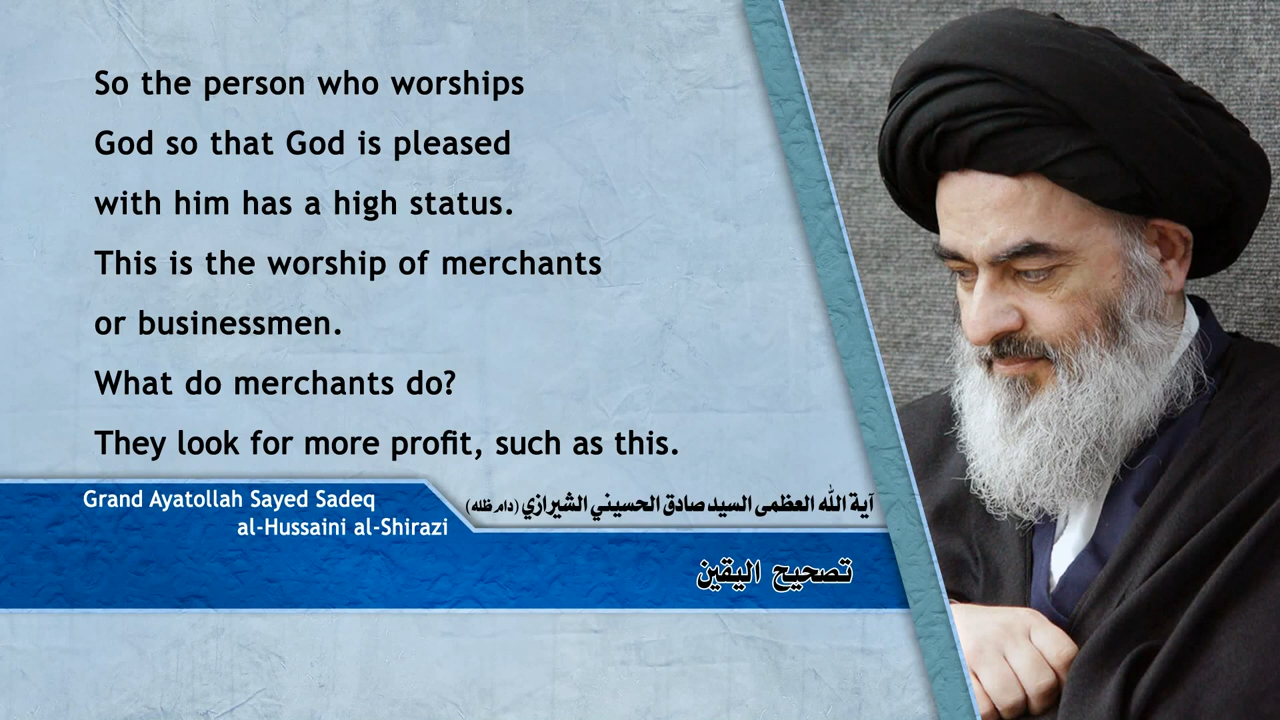 So the person who worships
God so that God is pleased
with him has a high status.
This is the worship of merchants
or businessmen.
What do merchants do?
They look for more profit, such as this.
Grand Ayatollah Sayed Sadeq
al-Hussaini al-Shirazi
آية الله العظمى السيد صادق الحسيني الشيرازي (دام ظله)
تصحيح اليقين